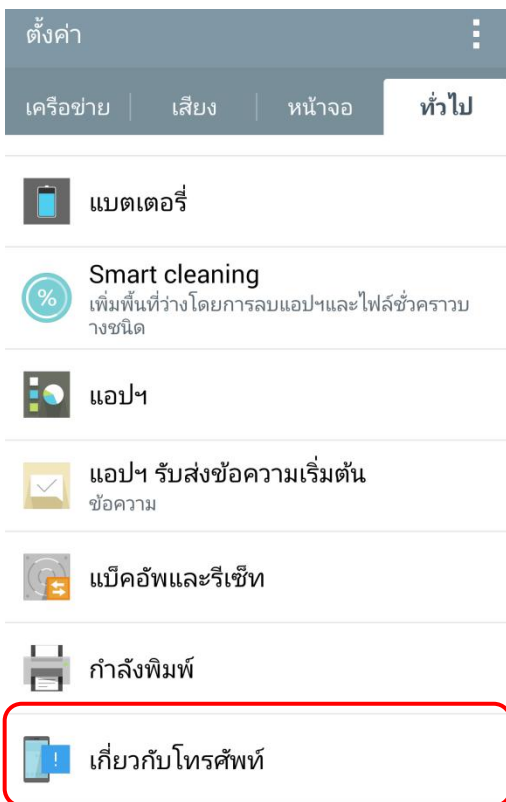 ตั้งค่า
เครือข่าย เสียง หน้าจอ ทั่วไป
แบตเตอรี่
%
Smart cleaning
เพิ่มพื้นที่ว่างโดยการลบแอปฯและไฟล์ชั่วคราวบ
างชนิด
แอปฯ
แอปฯ รับส่งข้อความเริ่มต้น
ข้อความ
แบ็คอัพและรีเซ็ท
กำลังพิมพ์
!
เกี่ยวกับโทรศัพท์